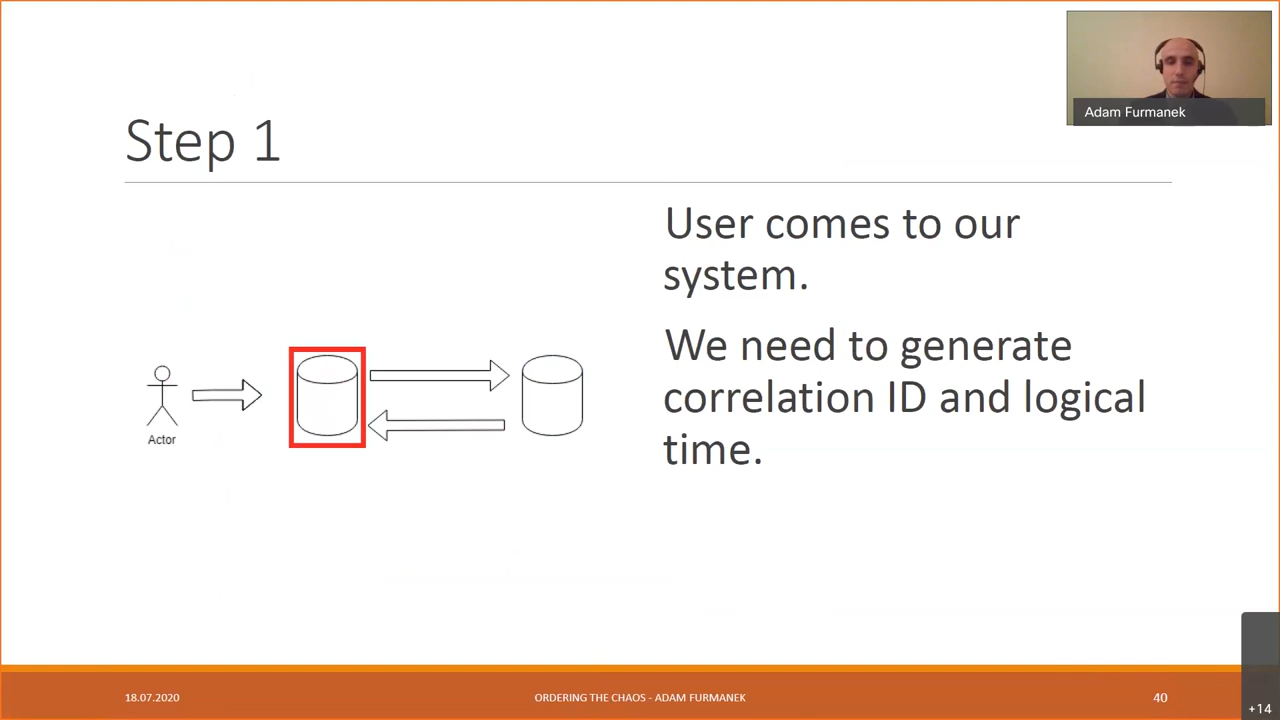 Adam Furmanek
Step 1
User comes to our
system.
We need to generate
correlation ID and logical
time.
Actor
18.07.2020
ORDERING THE CHAOS - ADAM FURMANEK
40
+14